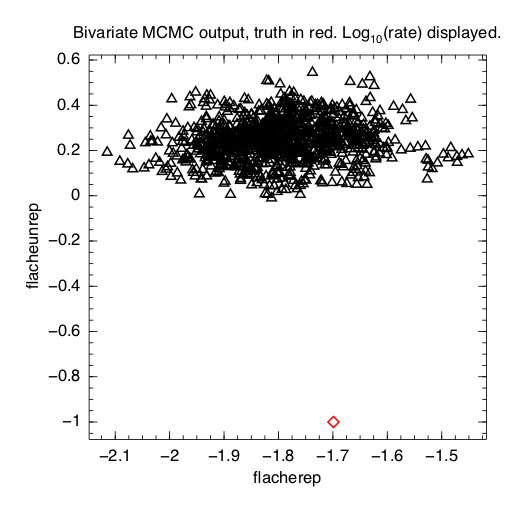 Bivariate MCMC output, truth in red. Log₁₀(rate) displayed.
0.6
0.4
0.2
0
−0.2
−0.4
−0.6
−0.8
−1
flacheunrep
−2.1 −2 −1.9 −1.8 −1.7 −1.6 −1.5
flacherep